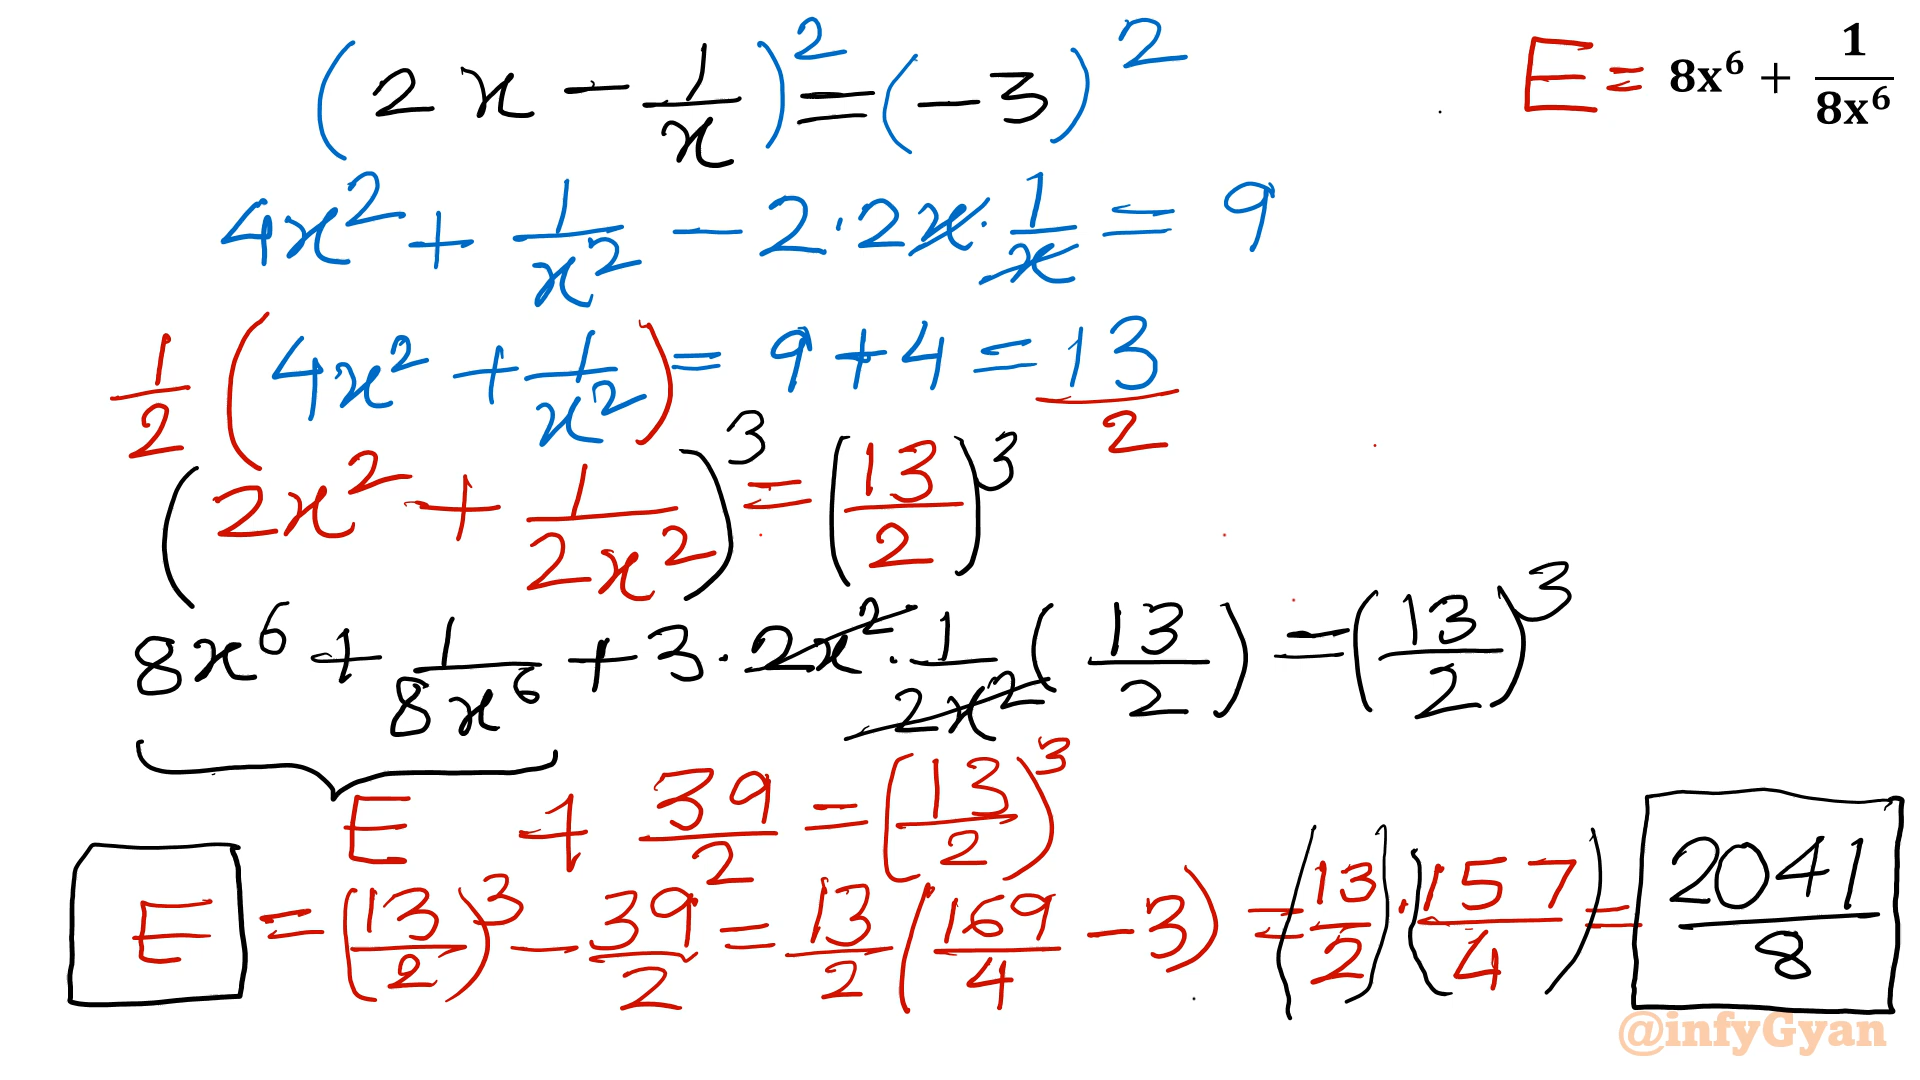 (2x - 1/x)² = (-3)²
E = 8x⁶ + 1/8x⁶
4x² + 1/x² - 2·2x·1/x = 9
1/2 (4x² + 1/x²) = 9 + 4 = 13/2
(2x² + 1/2x²)³ = (13/2)³
8x⁶ + 1/8x⁶ + 3·2x²·1/2x² (13/2) = (13/2)³
E + 39/2 = (13/2)³
E = (13/2)³ - 39/2 = 13/2 (169/4 - 3) = (13/2)·(157/4) = 2041/8
@infyGyan